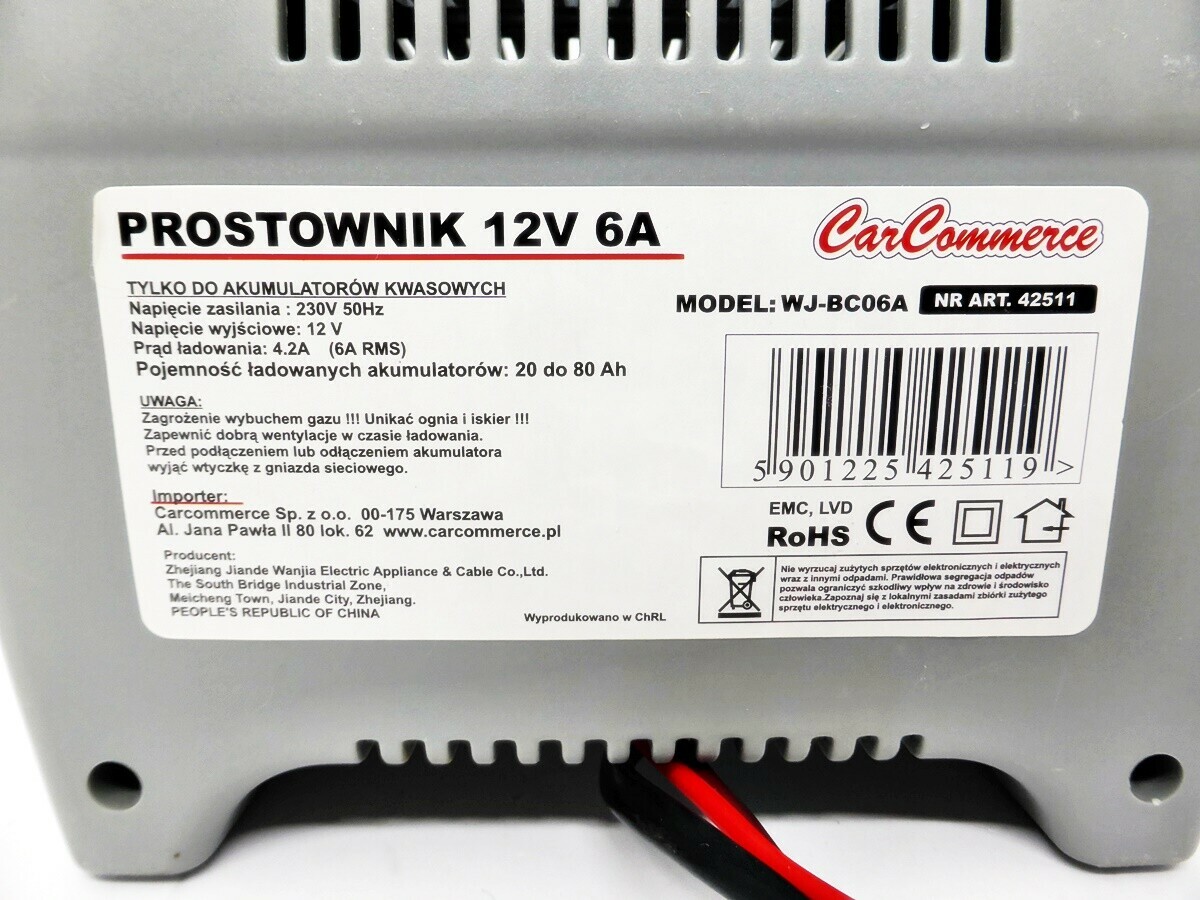 PROSTOWNIK 12V 6A
CarCommerce
TYLKO DO AKUMULATORÓW KWASOWYCH
Napięcie zasilania : 230V 50Hz
Napięcie wyjściowe: 12 V
Prąd ładowania: 4.2A (6A RMS)
Pojemność ładowanych akumulatorów: 20 do 80 Ah
MODEL: WJ-BC06A NR ART. 42511
UWAGA:
Zagrożenie wybuchem gazu !!! Unikać ognia i iskier !!!
Zapewnić dobrą wentylacje w czasie ładowania.
Przed podłączeniem lub odłączeniem akumulatora
wyjąć wtyczkę z gniazda sieciowego.
5 901225 425119 >
Importer:
Carcommerce Sp. z o.o. 00-175 Warszawa
Al. Jana Pawła II 80 lok. 62 www.carcommerce.pl
EMC, LVD
RoHS CE
Producent:
Zhejiang Jiande Wanjia Electric Appliance & Cable Co.,Ltd.
The South Bridge Industrial Zone,
Meicheng Town, Jiande City, Zhejiang.
PEOPLE'S REPUBLIC OF CHINA
Wyprodukowano w ChRL
Nie wyrzucaj zużytych sprzętów elektronicznych i elektrycznych
wraz z innymi odpadami. Prawidłowa segregacja odpadów
pozwala ograniczyć szkodliwy wpływ na zdrowie i środowisko
człowieka.Zapoznaj się z lokalnymi zasadami zbiórki zużytego
sprzętu elektrycznego i elektronicznego.